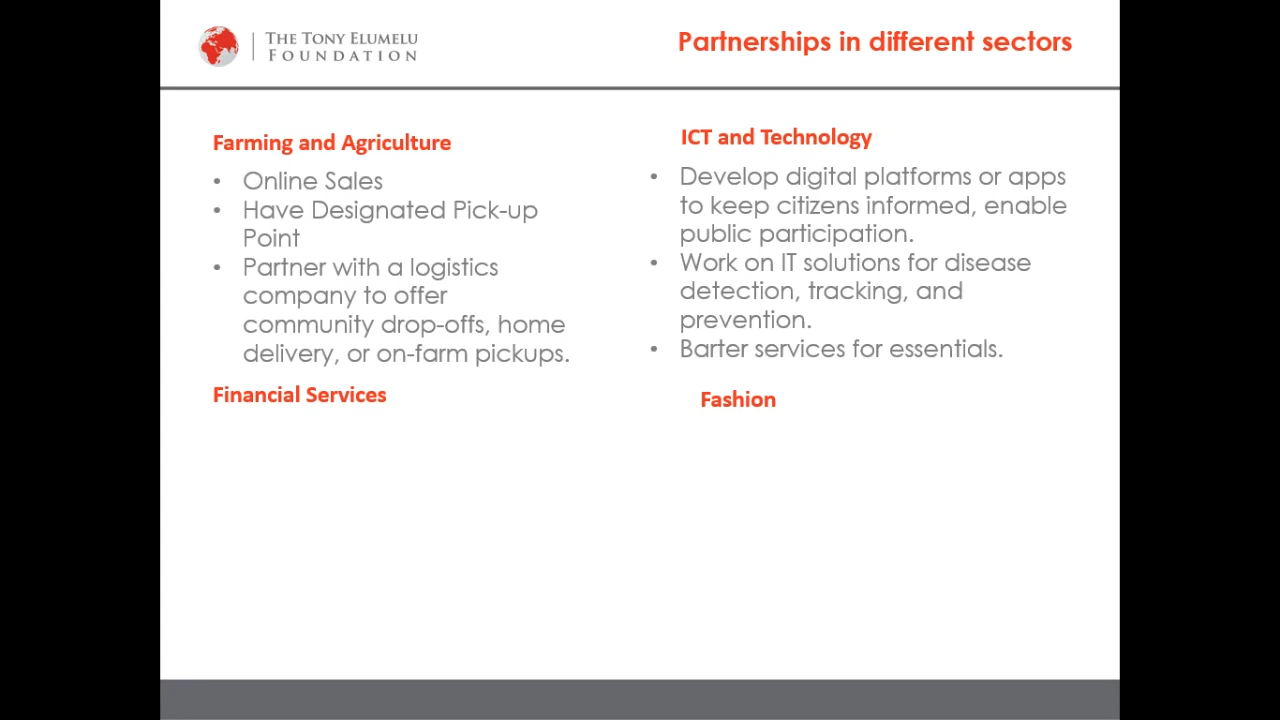 THE TONY ELUMELU
FOUNDATION
Partnerships in different sectors
Farming and Agriculture
• Online Sales
• Have Designated Pick-up
Point
• Partner with a logistics
company to offer
community drop-offs, home
delivery, or on-farm pickups.
Financial Services
ICT and Technology
• Develop digital platforms or apps
to keep citizens informed, enable
public participation.
• Work on IT solutions for disease
detection, tracking, and
prevention.
• Barter services for essentials.
Fashion